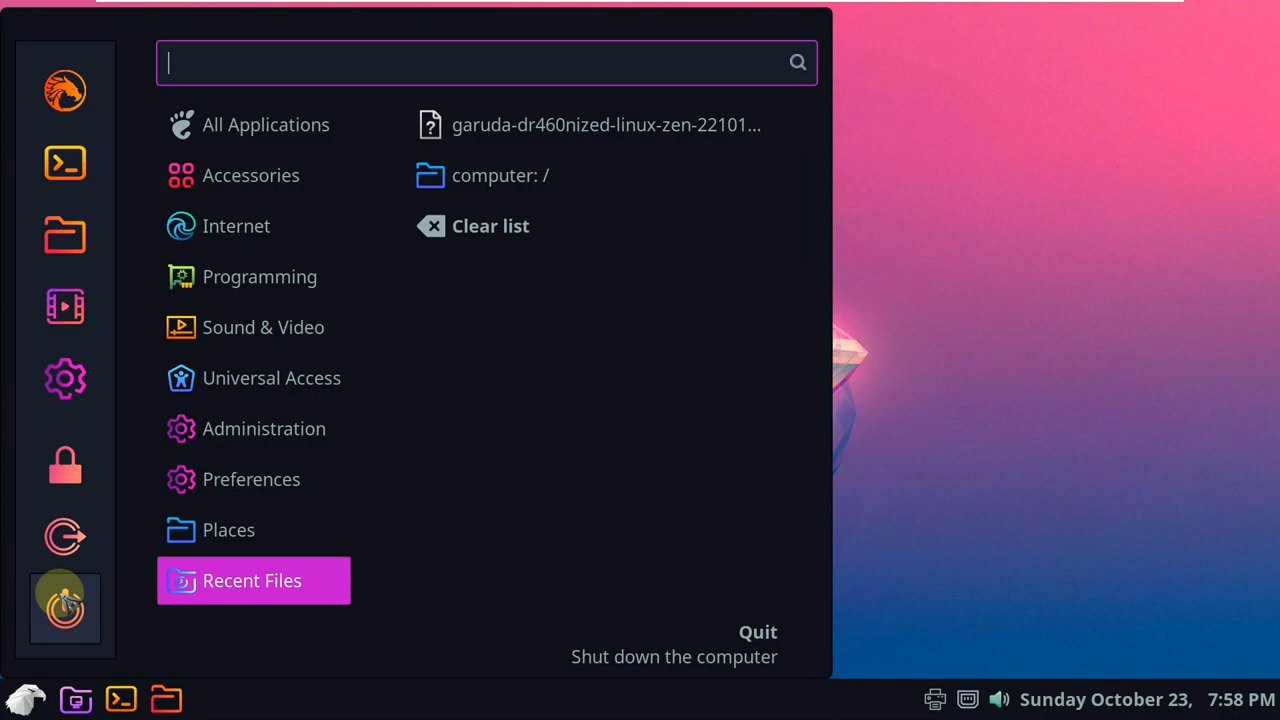 All Applications
Accessories
Internet
Programming
Sound & Video
Universal Access
Administration
Preferences
Places
Recent Files
garuda-dr460nized-linux-zen-22101...
computer: /
Clear list
Quit
Shut down the computer
Sunday October 23, 7:58 PM